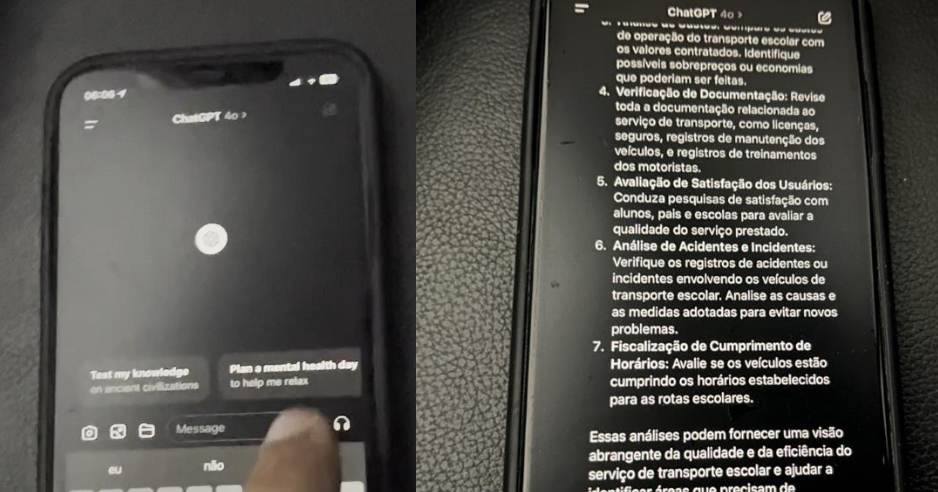 06:06
ChatGPT 4o >
Test my knowledge
on ancient civilizations
Plan a mental health day
to help me relax
Message
eu
não
ChatGPT 4o >
3. Análise de Custos: Compare os custos
de operação do transporte escolar com
os valores contratados. Identifique
possíveis sobrepreços ou economias
que poderiam ser feitas.
4. Verificação de Documentação: Revise
toda a documentação relacionada ao
serviço de transporte, como licenças,
seguros, registros de manutenção dos
veículos, e registros de treinamentos
dos motoristas.
5. Avaliação de Satisfação dos Usuários:
Conduza pesquisas de satisfação com
alunos, pais e escolas para avaliar a
qualidade do serviço prestado.
6. Análise de Acidentes e Incidentes:
Verifique os registros de acidentes ou
incidentes envolvendo os veículos de
transporte escolar. Analise as causas e
as medidas adotadas para evitar novos
problemas.
7. Fiscalização de Cumprimento de
Horários: Avalie se os veículos estão
cumprindo os horários estabelecidos
para as rotas escolares.
Essas análises podem fornecer uma visão
abrangente da qualidade e da eficiência do
serviço de transporte escolar e ajudar a
identificar áreas que precisam de